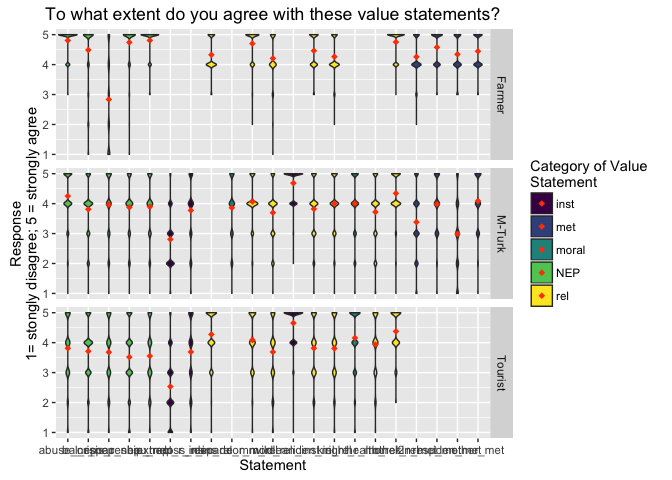 To what extent do you agree with these value statements?
Response
1= stongly disagree; 5 = strongly agree
5
4
3
2
1
Farmer
5
4
3
2
1
M-Turk
5
4
3
2
1
Tourist
Statement
Category of Value
Statement
inst
met
moral
NEP
rel